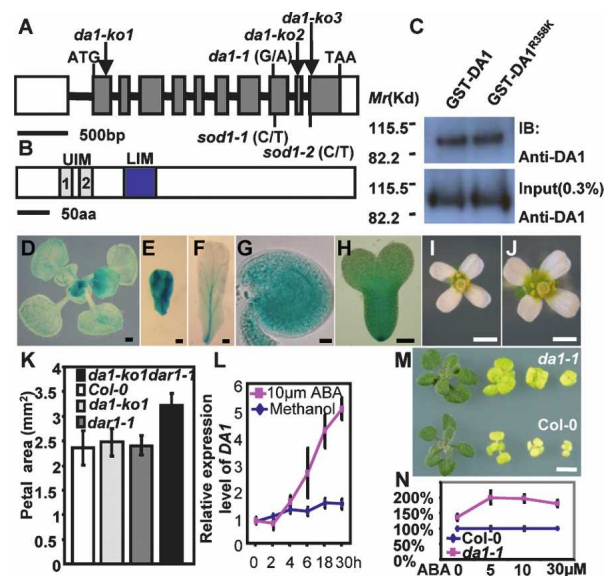 A
da1-ko1
da1-ko3
da1-ko2
ATG
da1-1 (G/A)
TAA
500bp
sod1-1 (C/T)
sod1-2 (C/T)
B
UIM
LIM
1 2
50aa
C
GST-DA1
GST-DA1R358K
Mr(Kd)
115.5
82.2
IB:
Anti-DA1
115.5
82.2
Input(0.3%)
Anti-DA1
D E F G H I J
K
Petal area (mm2)
4
3.5
3
2.5
2
1.5
1
0.5
0
da1-ko1dar1-1
Col-0
da1-ko1
dar1-1
L
10µm ABA
Methanol
Relative expression
level of DA1
6
5
4
3
2
1
0
0 2 4 6 18 30h
M
da1-1
Col-0
N
200%
150%
100%
50%
0%
Col-0
da1-1
ABA 0 5 10 30µM